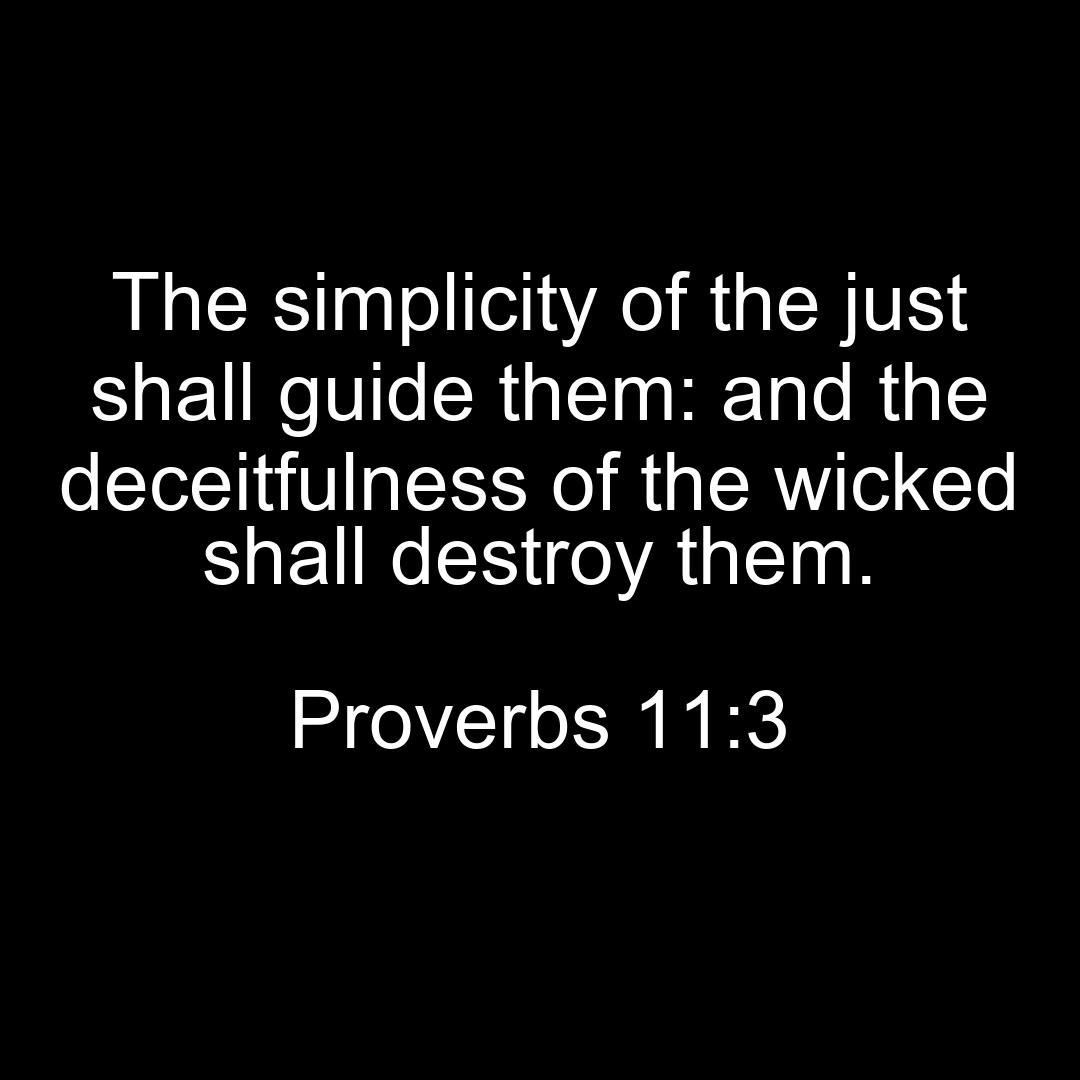 The simplicity of the just
shall guide them: and the
deceitfulness of the wicked
shall destroy them.
Proverbs 11:3